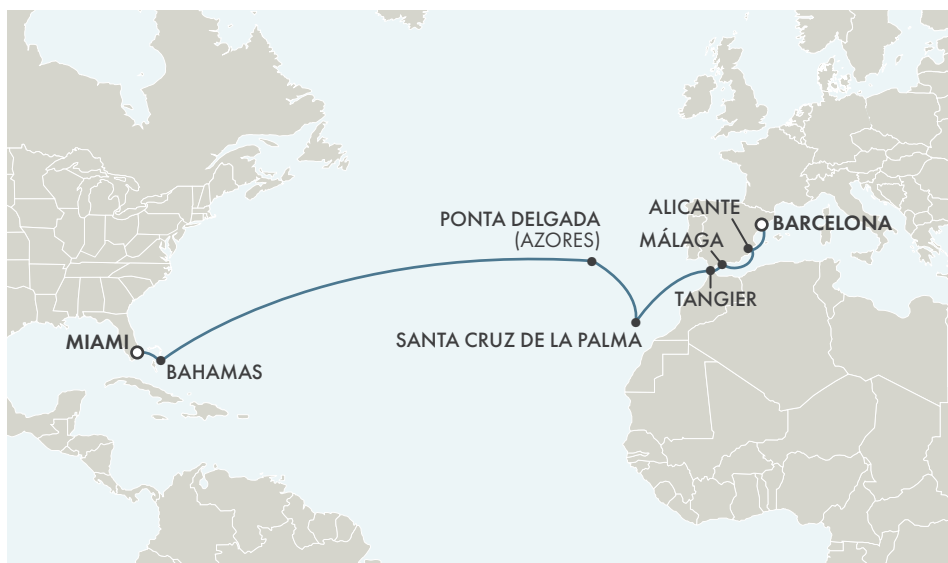 ALICANTE
PONTA DELGADA
(AZORES)
BARCELONA
MÁLAGA
TANGIER
MIAMI
SANTA CRUZ DE LA PALMA
BAHAMAS